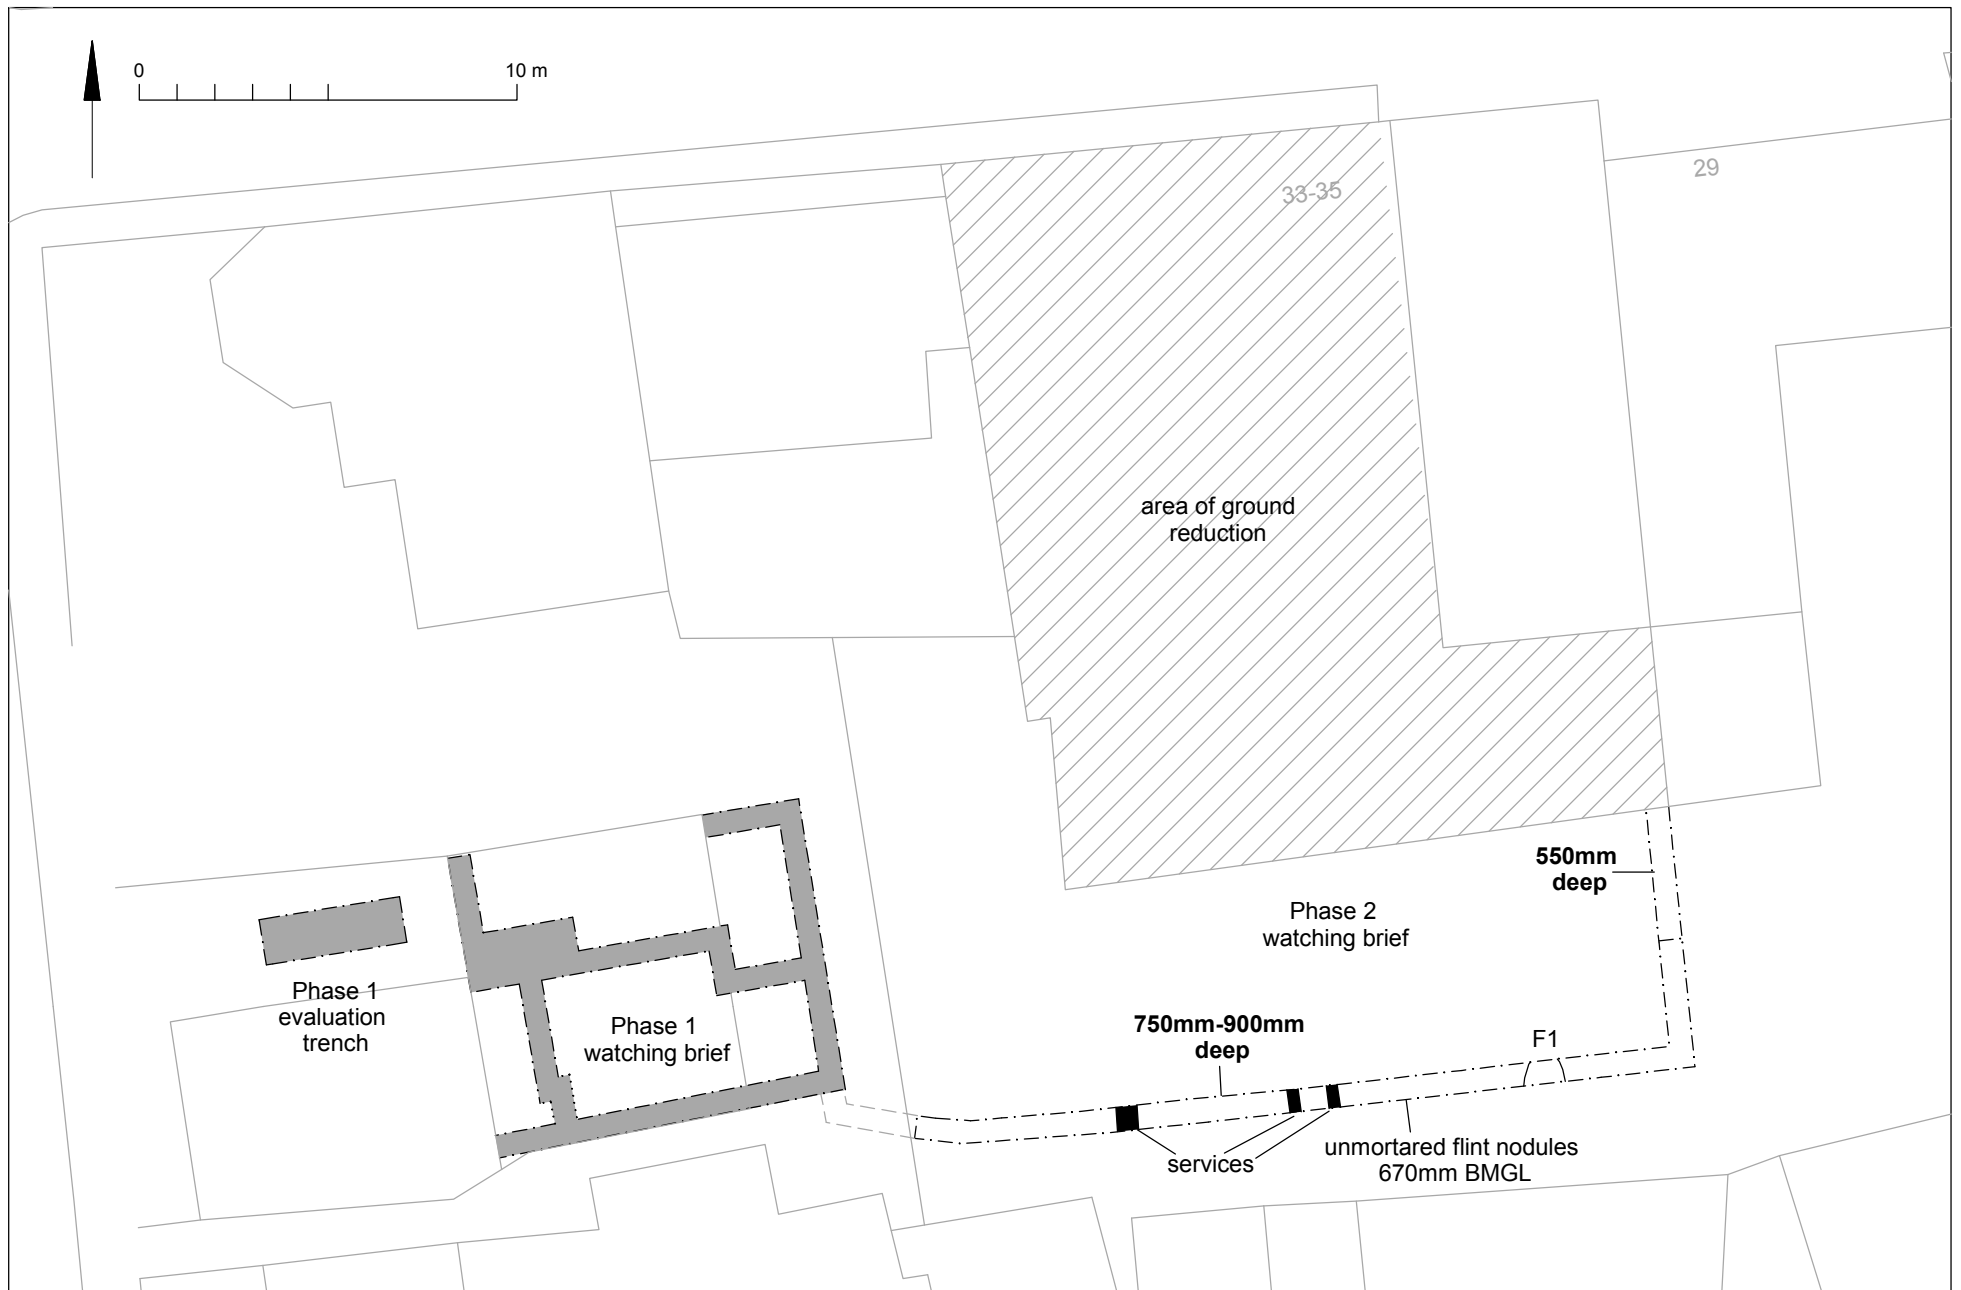 0
10 m
29
33-35
area of ground
reduction
550mm
deep
Phase 2
watching brief
Phase 1
evaluation
trench
Phase 1
watching brief
750mm-900mm
deep
F1
services
unmortared flint nodules
670mm BMGL